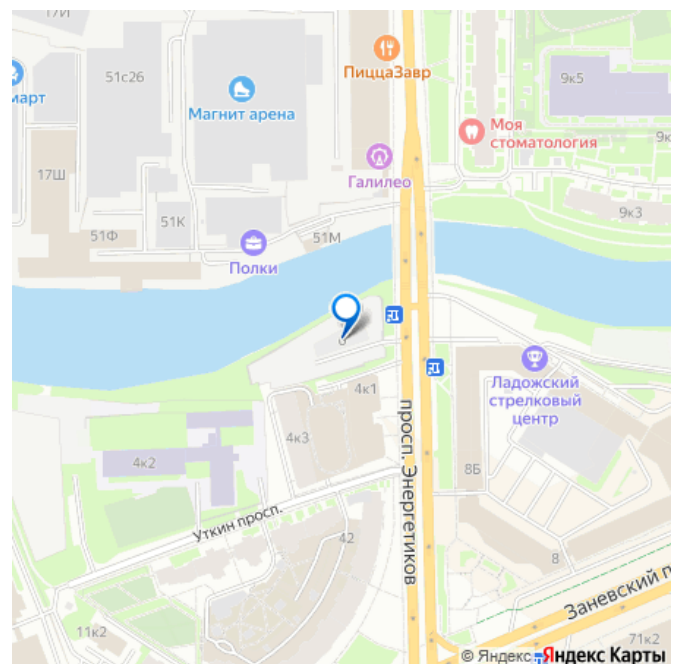 17И
51с26
ПиццаЗавр
9к5
март
Магнит арена
Моя
стоматология
9к
17Ш
Галилео
51К
51Ф
51М
9к3
Полки
Ладожский
стрелковый
центр
4к1
4к3
4к2
просп. Энергетиков
8Б
Уткин просп.
42
8
Заневский п
11к2
71к2
© Яндекс
Яндекс Карты